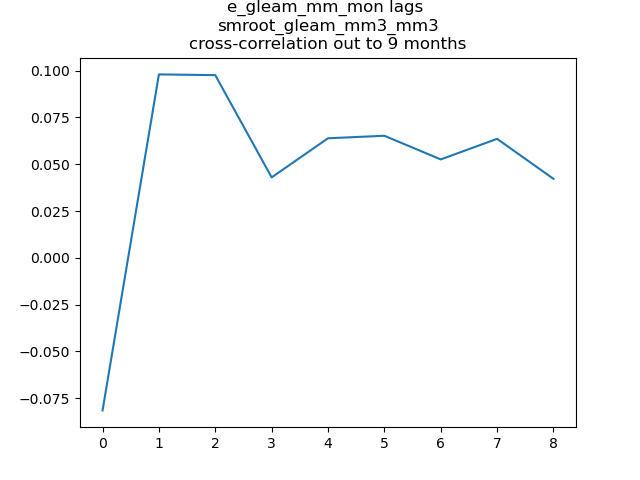 e_gleam_mm_mon lags
smroot_gleam_mm3_mm3
cross-correlation out to 9 months
0.100
0.075
0.050
0.025
0.000
−0.025
−0.050
−0.075
0 1 2 3 4 5 6 7 8